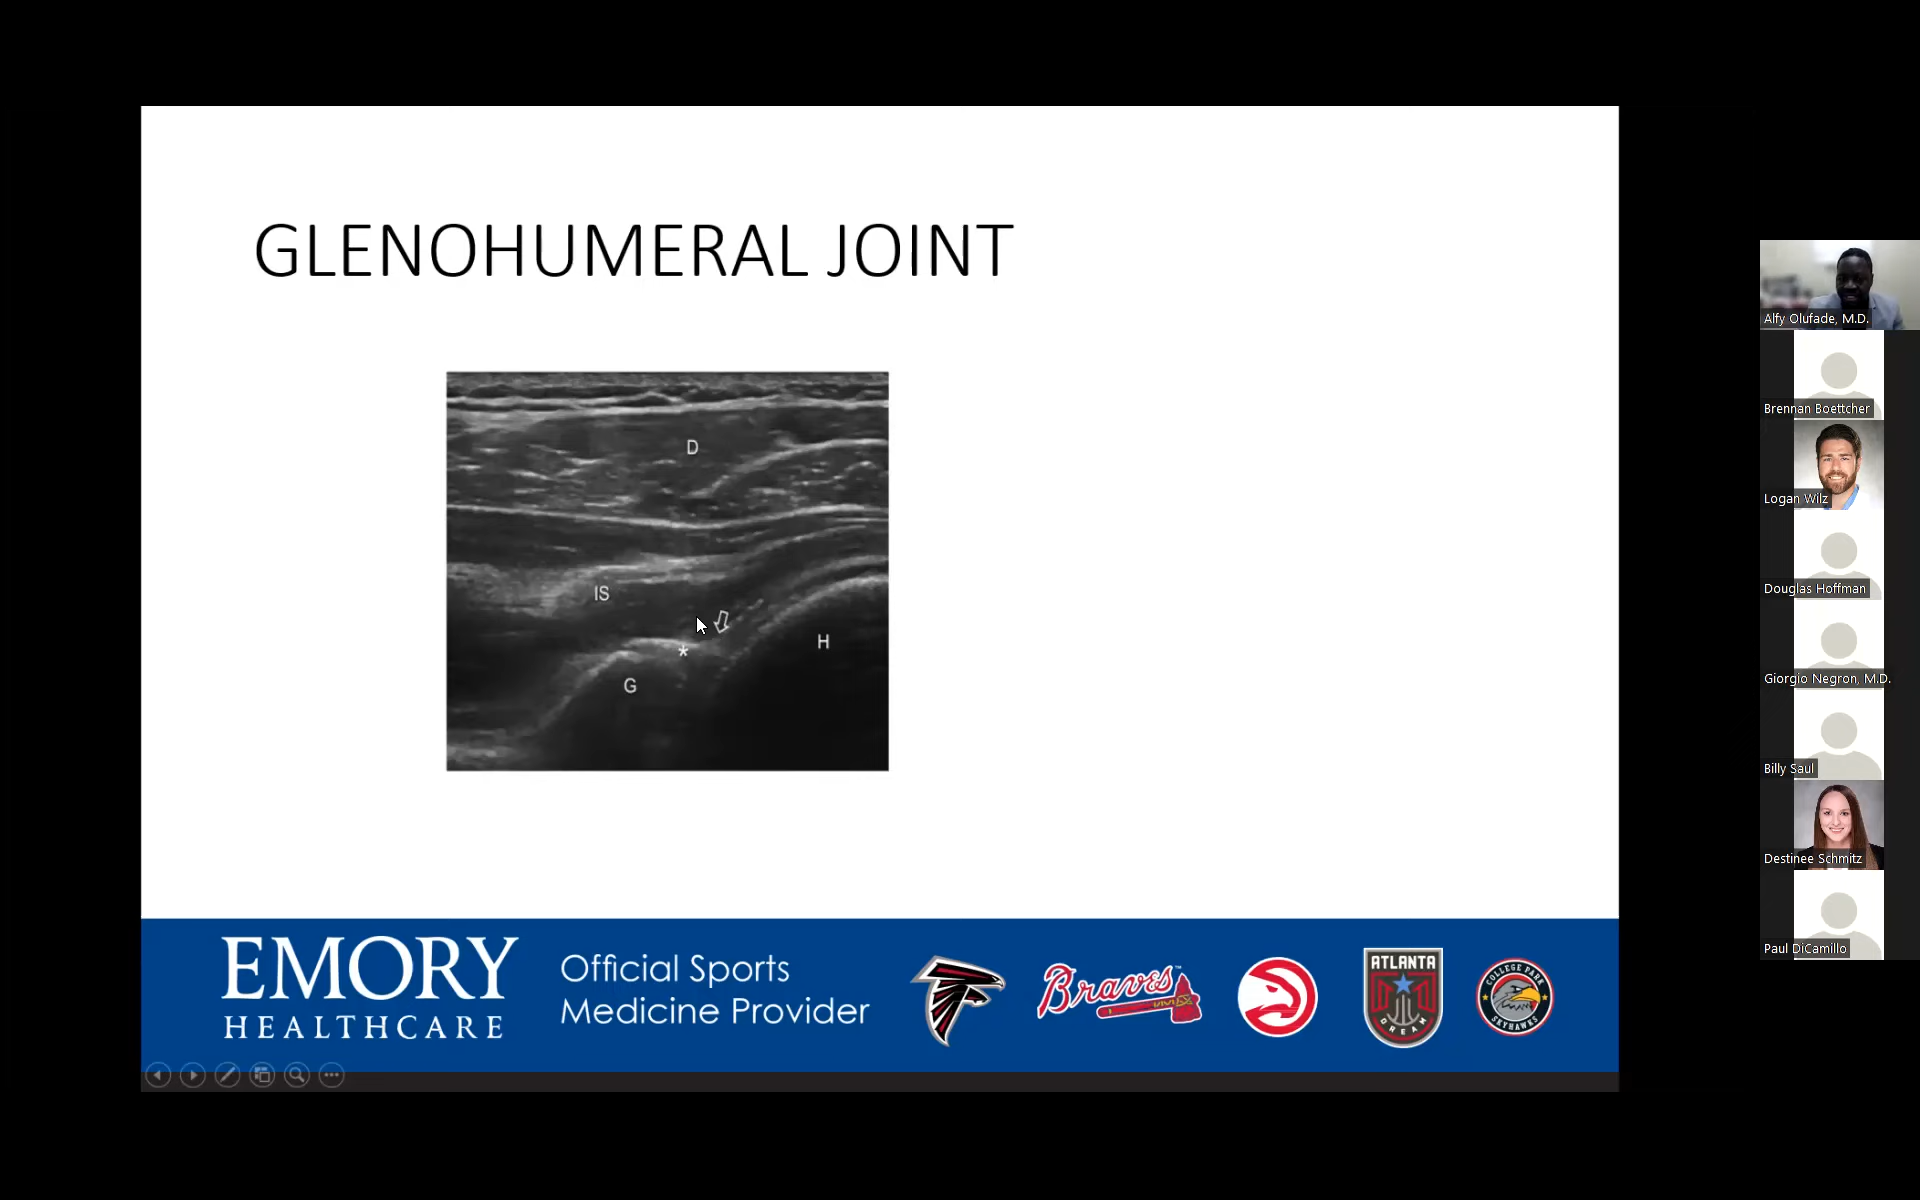 GLENOHUMERAL JOINT
D
IS
*
G
H
EMORY
HEALTHCARE
Official Sports
Medicine Provider
Braves
ATLANTA
DREAM
COLLEGE PARK
SKYHAWKS
Alfy Olufade, M.D.
Brennan Boettcher
Logan Wilz
Douglas Hoffman
Giorgio Negron, M.D.
Billy Saul
Destinee Schmitz
Paul DiCamillo